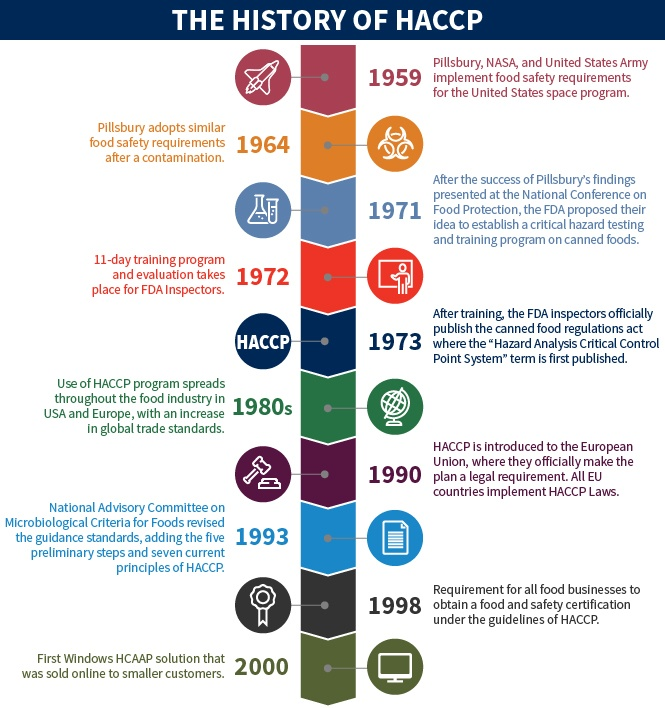 THE HISTORY OF HACCP
1959
Pillsbury, NASA, and United States Army
implement food safety requirements
for the United States space program.
Pillsbury adopts similar
food safety requirements
after a contamination.
1964
1971
After the success of Pillsbury's findings
presented at the National Conference on
Food Protection, the FDA proposed their
idea to establish a critical hazard testing
and training program on canned foods.
11-day training program
and evaluation takes
place for FDA Inspectors.
1972
HACCP
1973
After training, the FDA inspectors officially
publish the canned food regulations act
where the “Hazard Analysis Critical Control
Point System” term is first published.
Use of HACCP program spreads
throughout the food industry in
USA and Europe, with an increase
in global trade standards.
1980s
1990
HACCP is introduced to the European
Union, where they officially make the
plan a legal requirement. All EU
countries implement HACCP Laws.
National Advisory Committee on
Microbiological Criteria for Foods revised
the guidance standards, adding the five
preliminary steps and seven current
principles of HACCP.
1993
1998
Requirement for all food businesses to
obtain a food and safety certification
under the guidelines of HACCP.
First Windows HCAAP solution that
was sold online to smaller customers.
2000